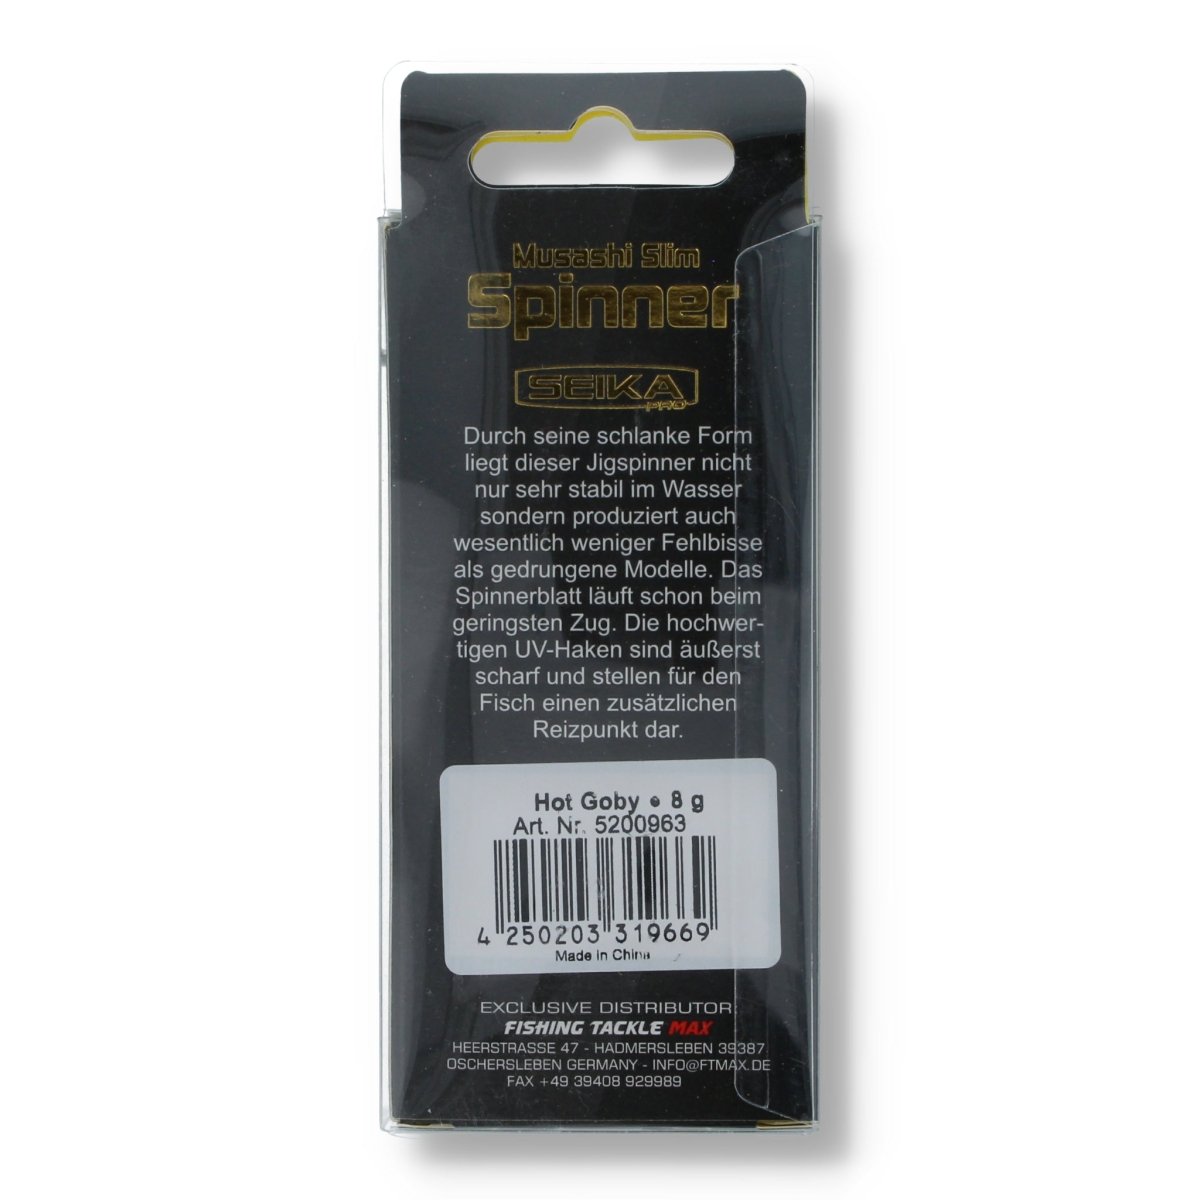 Musashi Slim
Spinner
SEIKA
PRO
Durch seine schlanke Form
liegt dieser Jigspinner nicht
nur sehr stabil im Wasser
sondern produziert auch
wesentlich weniger Fehlbisse
als gedrungene Modelle. Das
Spinnerblatt läuft schon beim
geringsten Zug. Die hochwer-
tigen UV-Haken sind äußerst
scharf und stellen für den
Fisch einen zusätzlichen
Reizpunkt dar.
Hot Goby • 8 g
Art. Nr. 5200963
4 250203 319669
Made in China
EXCLUSIVE DISTRIBUTOR:
FISHING TACKLE MAX
HEERSTRASSE 47 - HADMERSLEBEN 39387
OSCHERSLEBEN GERMANY - INFO@FTMAX.DE
FAX +49 39408 929989